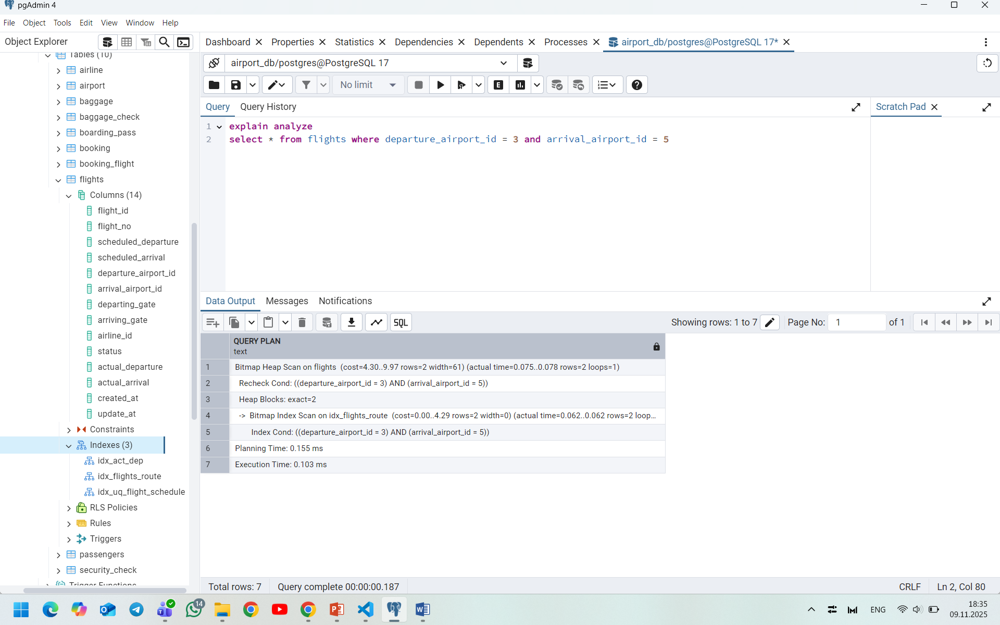 pgAdmin 4
File Object Tools Edit View Window Help
Object Explorer
Dashboard Properties Statistics Dependencies Dependents Processes airport_db/postgres@PostgreSQL 17*
Tables (10)
airline
airport
baggage
baggage_check
boarding_pass
booking
booking_flight
flights
Columns (14)
flight_id
flight_no
scheduled_departure
scheduled_arrival
departure_airport_id
arrival_airport_id
departing_gate
arriving_gate
airline_id
status
actual_departure
actual_arrival
created_at
update_at
Constraints
Indexes (3)
idx_act_dep
idx_flights_route
idx_uq_flight_schedule
RLS Policies
Rules
Triggers
passengers
security_check
Trigger Functions
airport_db/postgres@PostgreSQL 17
No limit
E
Query Query History
Scratch Pad
1 explain analyze
2 select * from flights where departure_airport_id = 3 and arrival_airport_id = 5
Data Output Messages Notifications
SQL
Showing rows: 1 to 7
Page No: 1 of 1
QUERY PLAN
text
1 Bitmap Heap Scan on flights (cost=4.30..9.97 rows=2 width=61) (actual time=0.075..0.078 rows=2 loops=1)
2 Recheck Cond: ((departure_airport_id = 3) AND (arrival_airport_id = 5))
3 Heap Blocks: exact=2
4 -> Bitmap Index Scan on idx_flights_route (cost=0.00..4.29 rows=2 width=0) (actual time=0.062..0.062 rows=2 loop...
5 Index Cond: ((departure_airport_id = 3) AND (arrival_airport_id = 5))
6 Planning Time: 0.155 ms
7 Execution Time: 0.103 ms
Total rows: 7
Query complete 00:00:00.187
CRLF
Ln 2, Col 80
14
ENG
18:35
09.11.2025